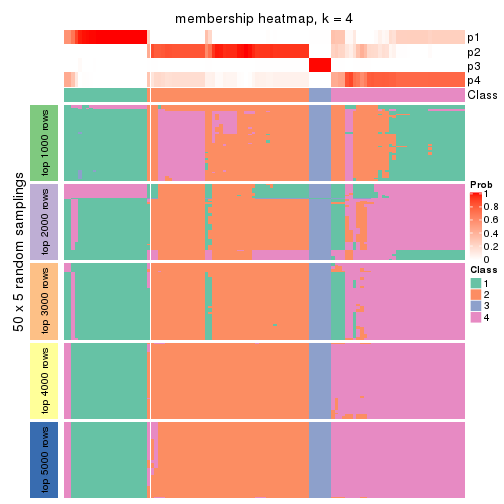 membership heatmap, k = 4
p1
p2
p3
p4
Class
50 x 5 random samplings
top 1000 rows
top 2000 rows
top 3000 rows
top 4000 rows
top 5000 rows
Prob
1
0.8
0.6
0.4
0.2
0
Class
1
2
3
4